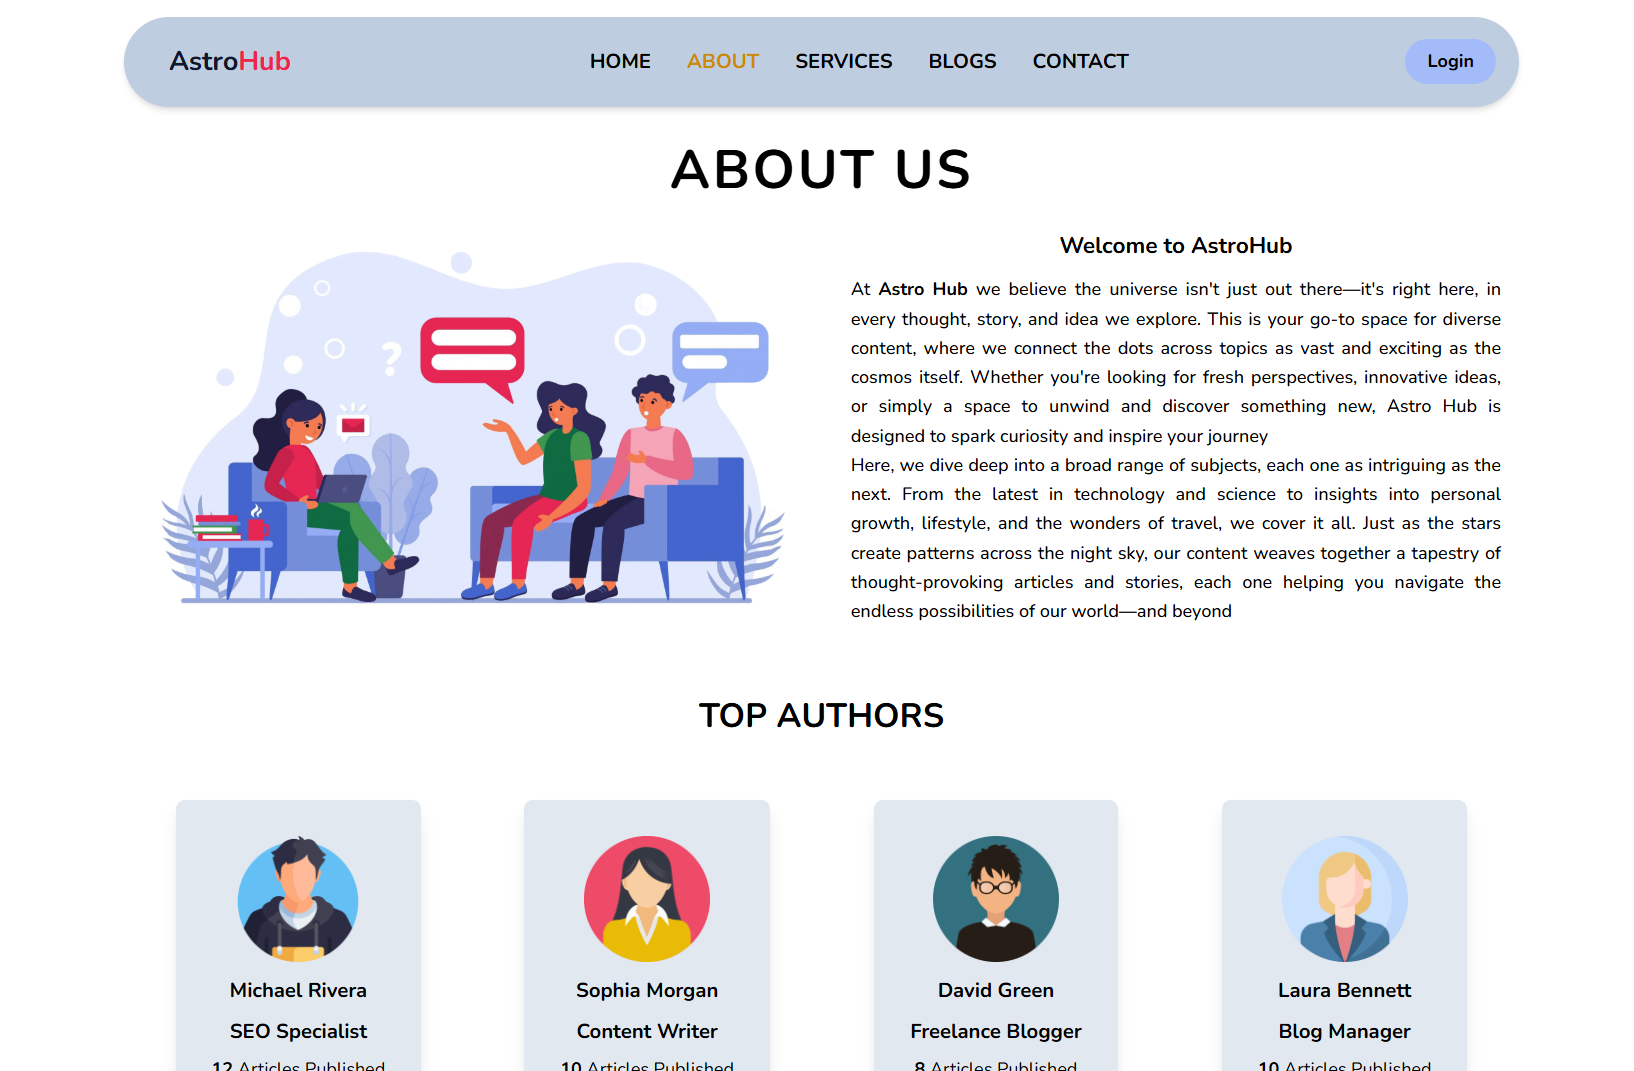 AstroHub
HOME ABOUT SERVICES BLOGS CONTACT
Login
ABOUT US
?
Welcome to AstroHub
At Astro Hub we believe the universe isn't just out there—it's right here, in
every thought, story, and idea we explore. This is your go-to space for diverse
content, where we connect the dots across topics as vast and exciting as the
cosmos itself. Whether you're looking for fresh perspectives, innovative ideas,
or simply a space to unwind and discover something new, Astro Hub is
designed to spark curiosity and inspire your journey
Here, we dive deep into a broad range of subjects, each one as intriguing as the
next. From the latest in technology and science to insights into personal
growth, lifestyle, and the wonders of travel, we cover it all. Just as the stars
create patterns across the night sky, our content weaves together a tapestry of
thought-provoking articles and stories, each one helping you navigate the
endless possibilities of our world—and beyond
TOP AUTHORS
Michael Rivera
SEO Specialist
12 Articles Published
Sophia Morgan
Content Writer
10 Articles Published
David Green
Freelance Blogger
8 Articles Published
Laura Bennett
Blog Manager
10 Articles Published